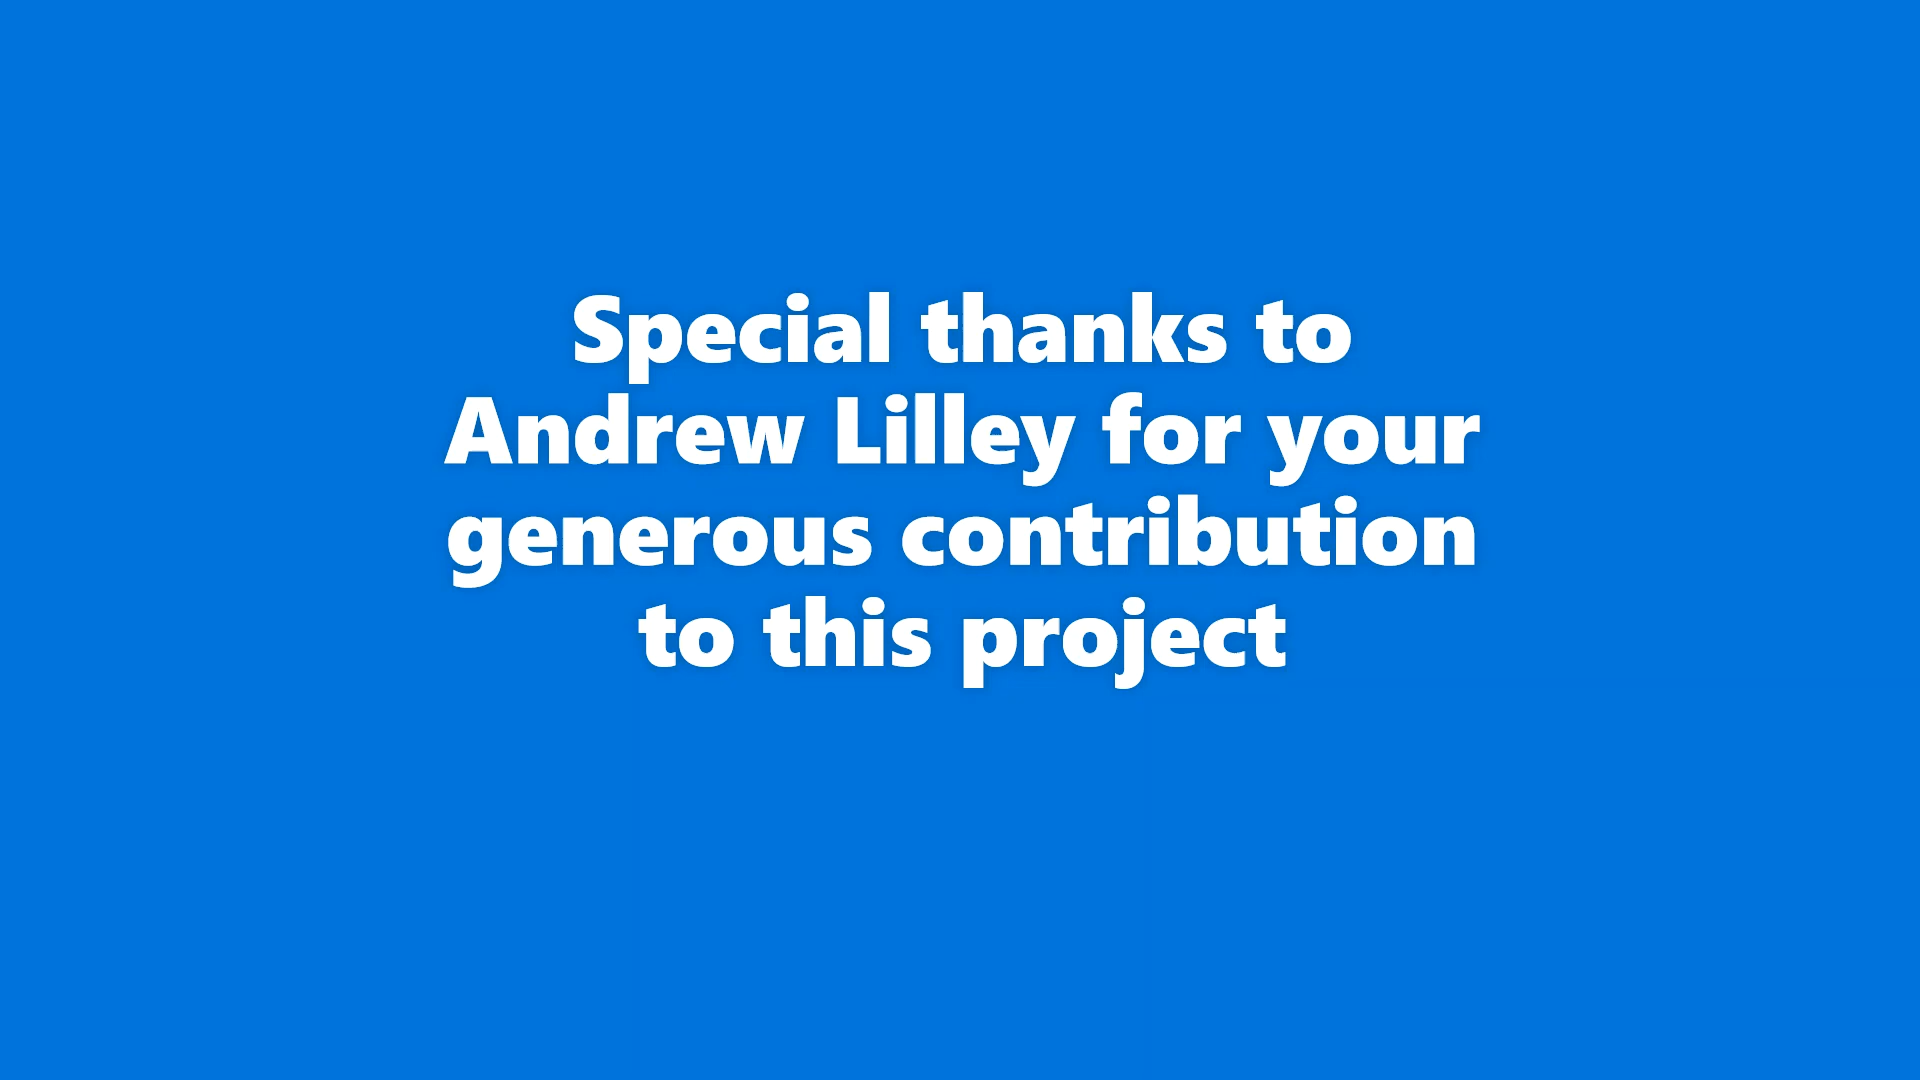 Special thanks to
Andrew Lilley for your
generous contribution
to this project